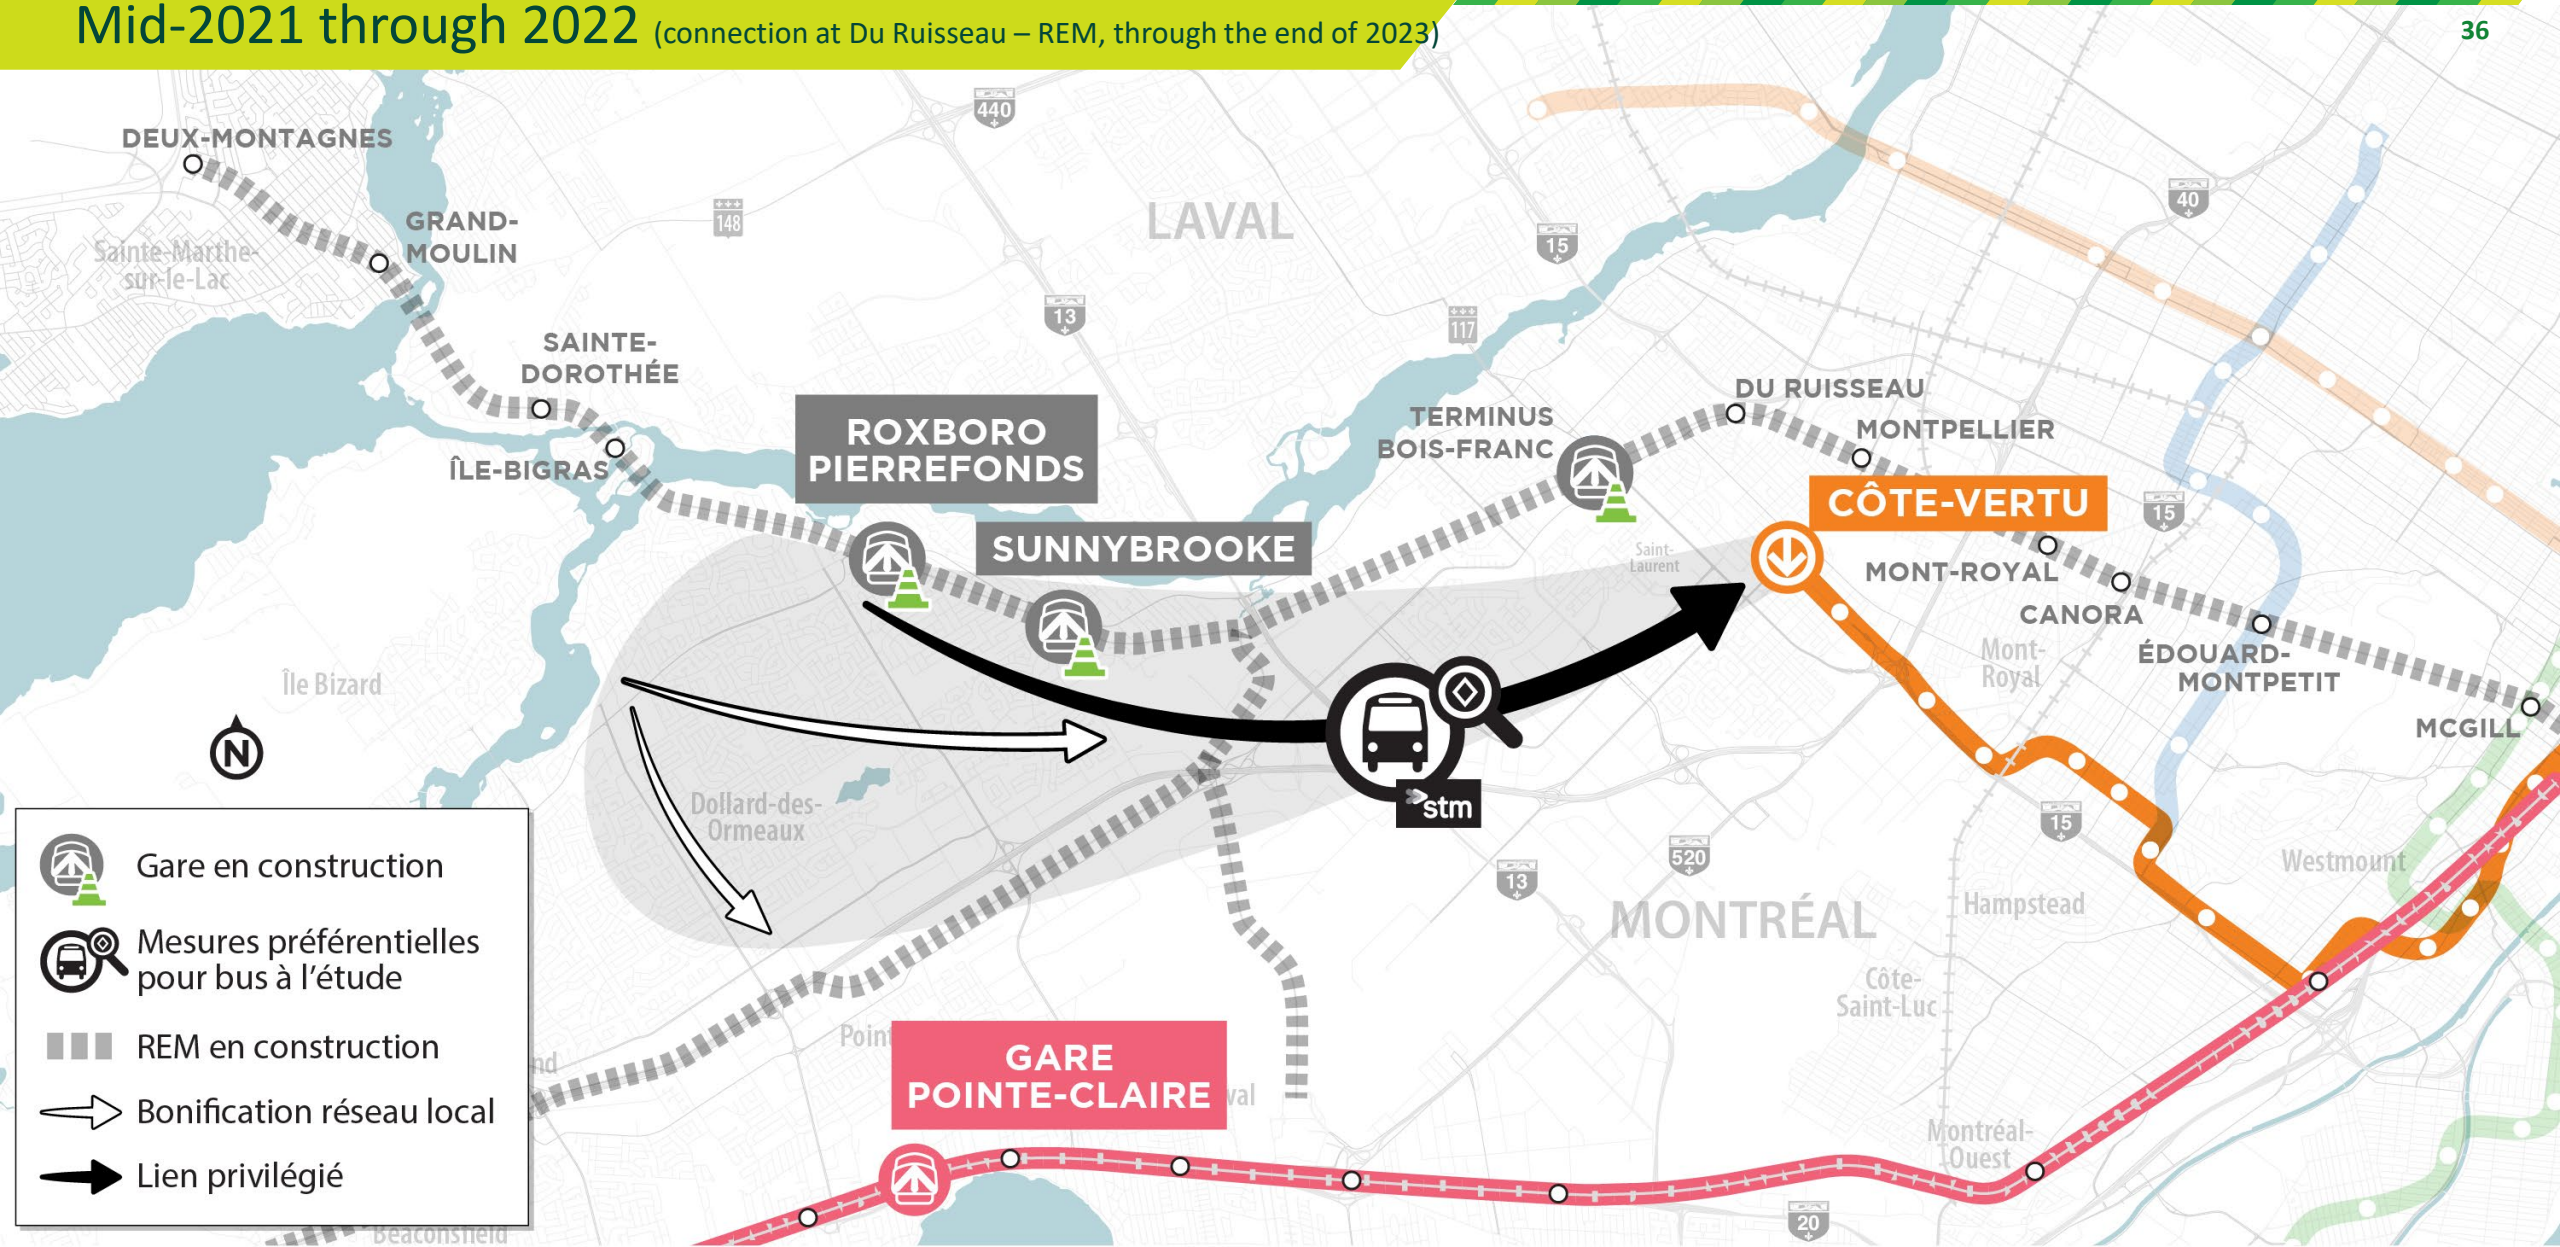 Mid-2021 through 2022 (connection at Du Ruisseau – REM, through the end of 2023)
36
440
DEUX-MONTAGNES
40
148
LAVAL
GRAND-
MOULIN
15
Sainte-Marthe-
sur-le-Lac
13
117
SAINTE-
DOROTHÉE
DU RUISSEAU
ROXBORO
PIERREFONDS
TERMINUS
BOIS-FRANC
MONTPELLIER
ÎLE-BIGRAS
CÔTE-VERTU
15
SUNNYBROOKE
Saint-
Laurent
MONT-ROYAL
CANORA
Mont-
Royal
ÉDOUARD-
MONTPETIT
Île Bizard
MCGILL
N
stm
Dollard-des-
Ormeaux
15
520
13
Westmount
Hampstead
MONTRÉAL
Côte-
Saint-Luc
Gare en construction
Mesures préférentielles
pour bus à l'étude
REM en construction
Bonification réseau local
Lien privilégié
Point
nd
GARE
POINTE-CLAIRE
val
Montréal-
Ouest
20
Beaconsfield